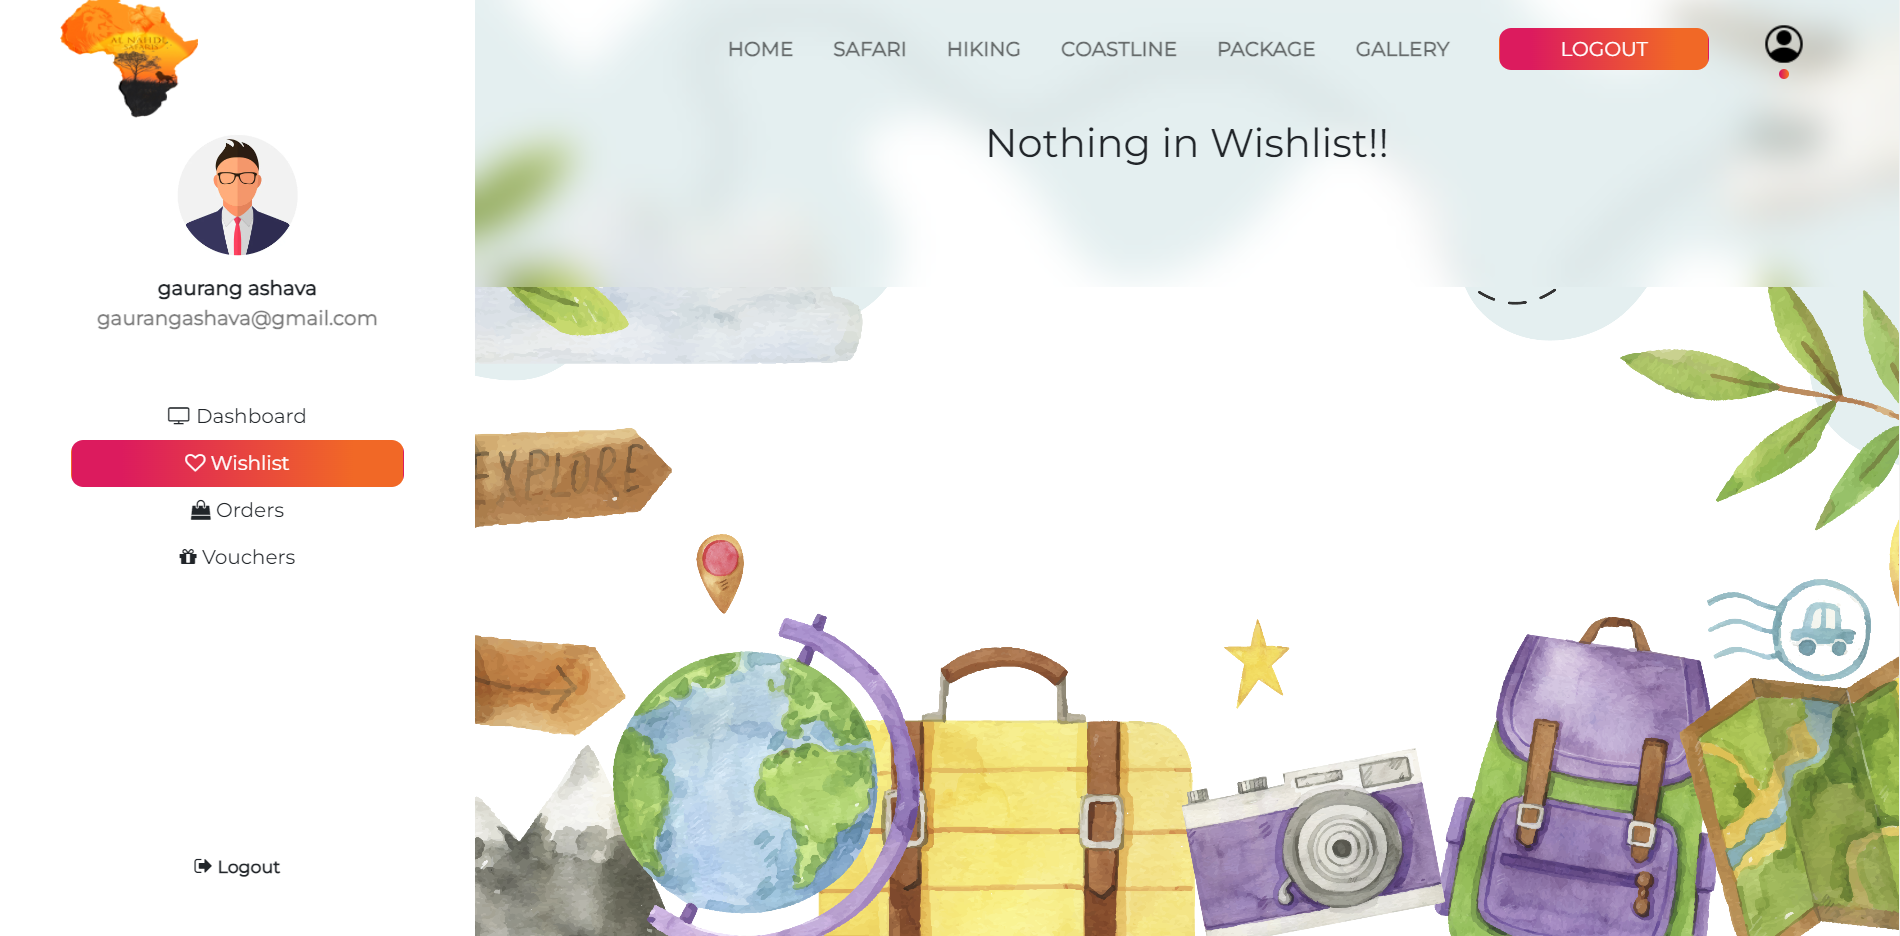 AL NAHDI
SAFARIS
HOME SAFARI HIKING COASTLINE PACKAGE GALLERY LOGOUT
Nothing in Wishlist!!
gaurang ashava
gaurangashava@gmail.com
Dashboard
Wishlist
Orders
Vouchers
Logout
EXPLORE